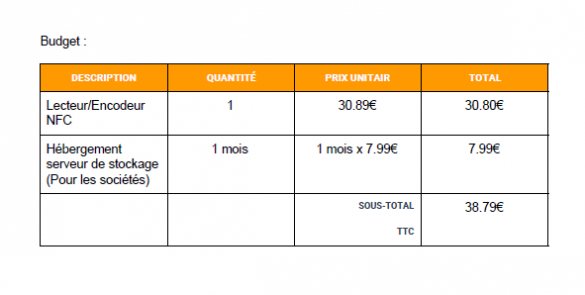 Budget :
DESCRIPTION QUANTITÉ PRIX UNITAIR TOTAL
Lecteur/Encodeur 1 30.89€ 30.80€
NFC
Hébergement 1 mois 1 mois x 7.99€ 7.99€
serveur de stockage
(Pour les sociétés)
SOUS-TOTAL 38.79€
TTC